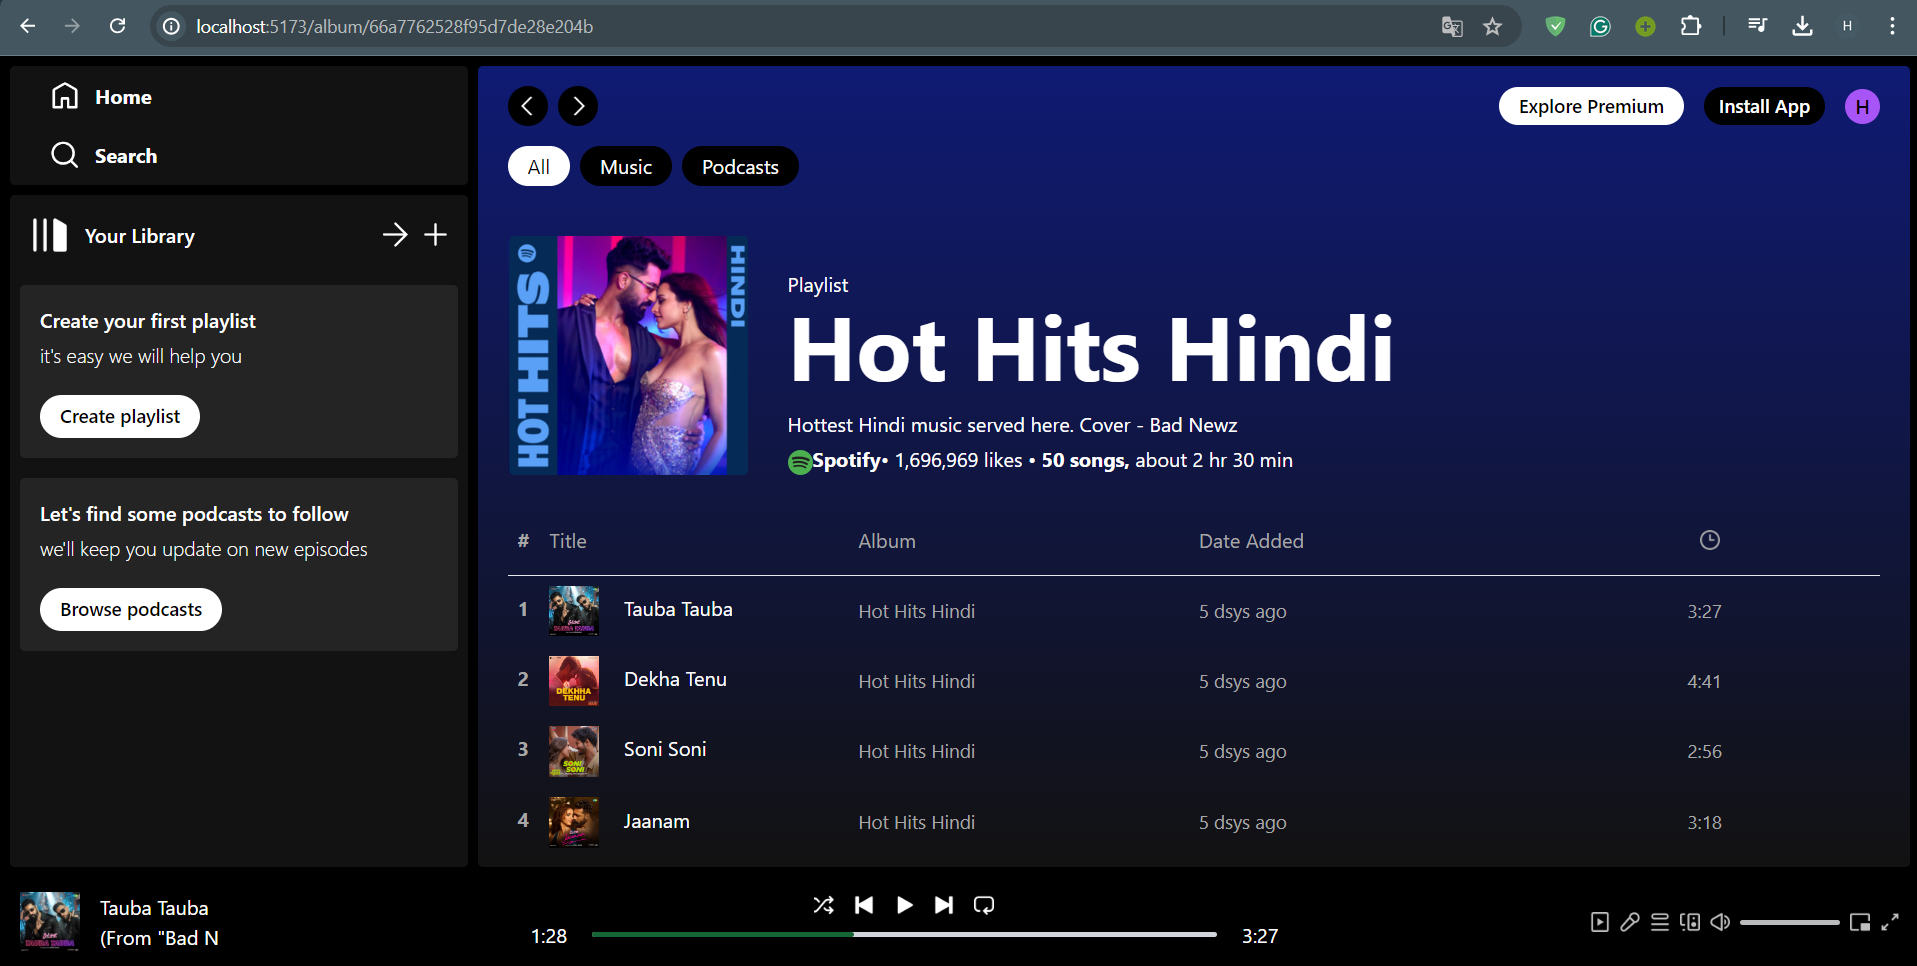 localhost:5173/album/66a7762528f95d7de28e204b
H
Home
Search
Your Library
Create your first playlist
it's easy we will help you
Create playlist
Let's find some podcasts to follow
we'll keep you update on new episodes
Browse podcasts
Explore Premium
Install App
H
All
Music
Podcasts
HOT HITS
HINDI
Playlist
Hot Hits Hindi
Hottest Hindi music served here. Cover - Bad Newz
Spotify• 1,696,969 likes • 50 songs, about 2 hr 30 min
# Title Album Date Added
1 Tauba Tauba Hot Hits Hindi 5 dsys ago 3:27
DEKHHA
TENU
2 Dekha Tenu Hot Hits Hindi 5 dsys ago 4:41
SONI
SONI
3 Soni Soni Hot Hits Hindi 5 dsys ago 2:56
4 Jaanam Hot Hits Hindi 5 dsys ago 3:18
Tauba Tauba
(From "Bad N
1:28
3:27